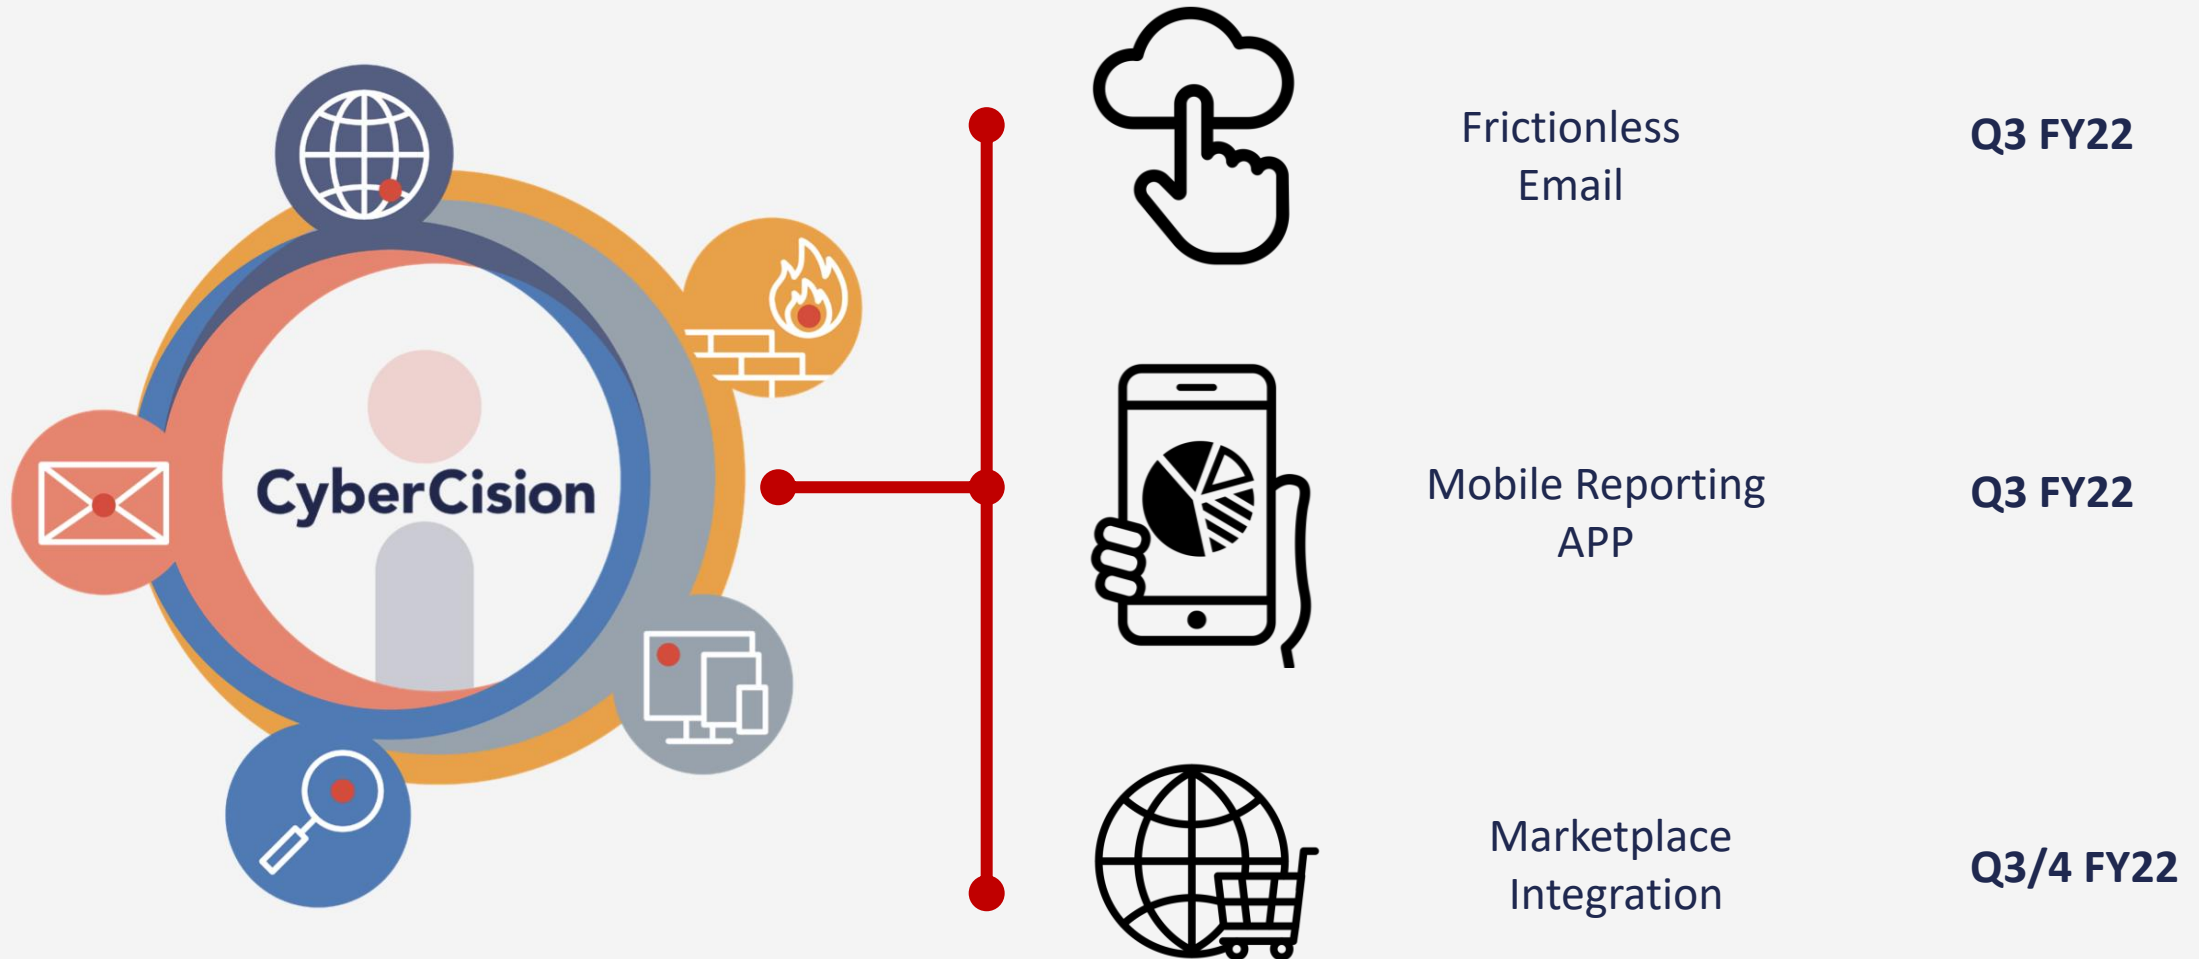 CyberCision
Frictionless
Email
Q3 FY22
Mobile Reporting
APP
Q3 FY22
Marketplace
Integration
Q3/4 FY22